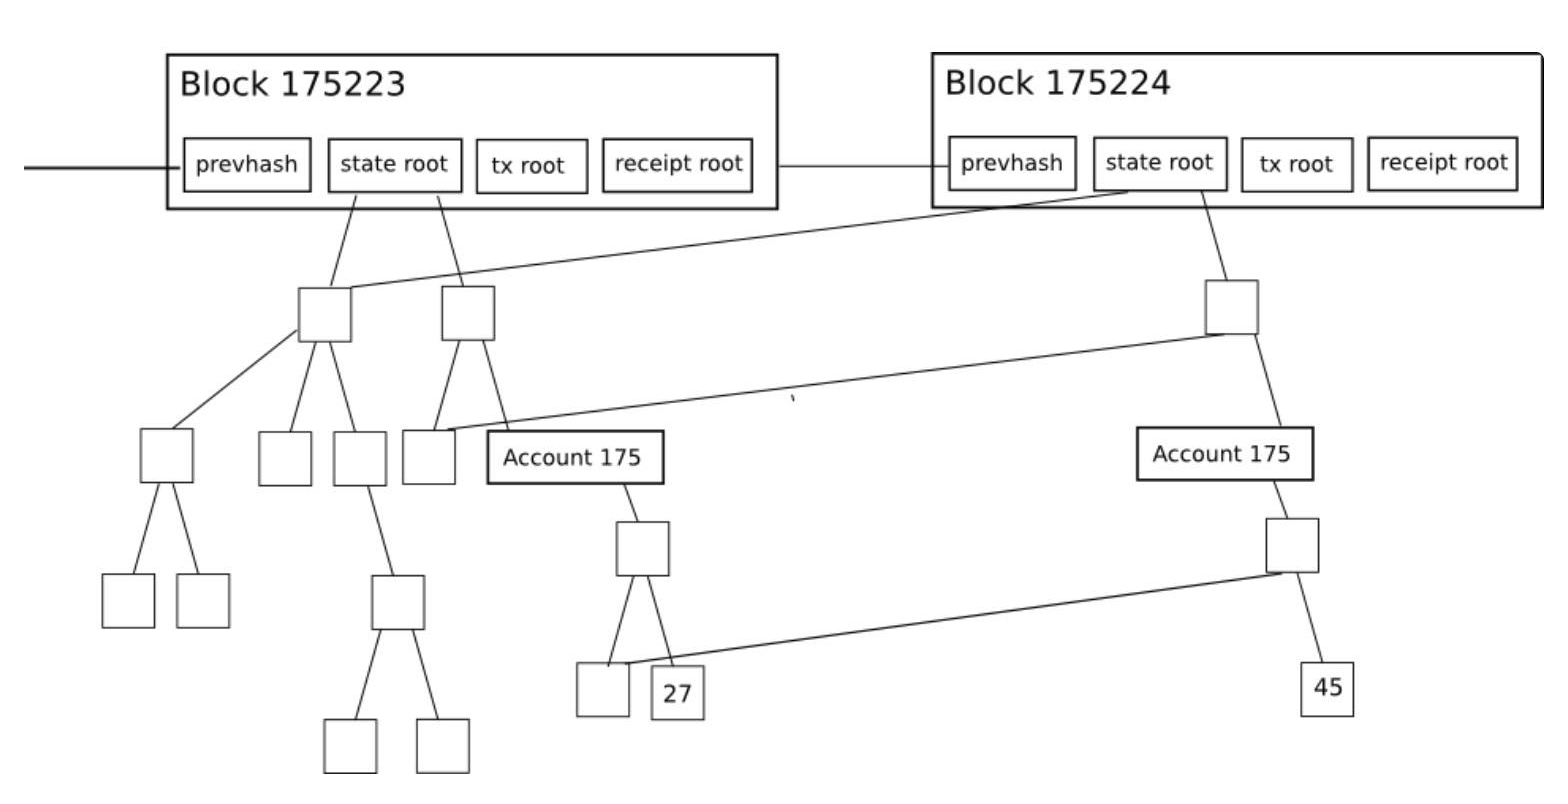 Block 175223
prevhash
state root
tx root
receipt root
Block 175224
prevhash
state root
tx root
receipt root
Account 175
Account 175
27
45